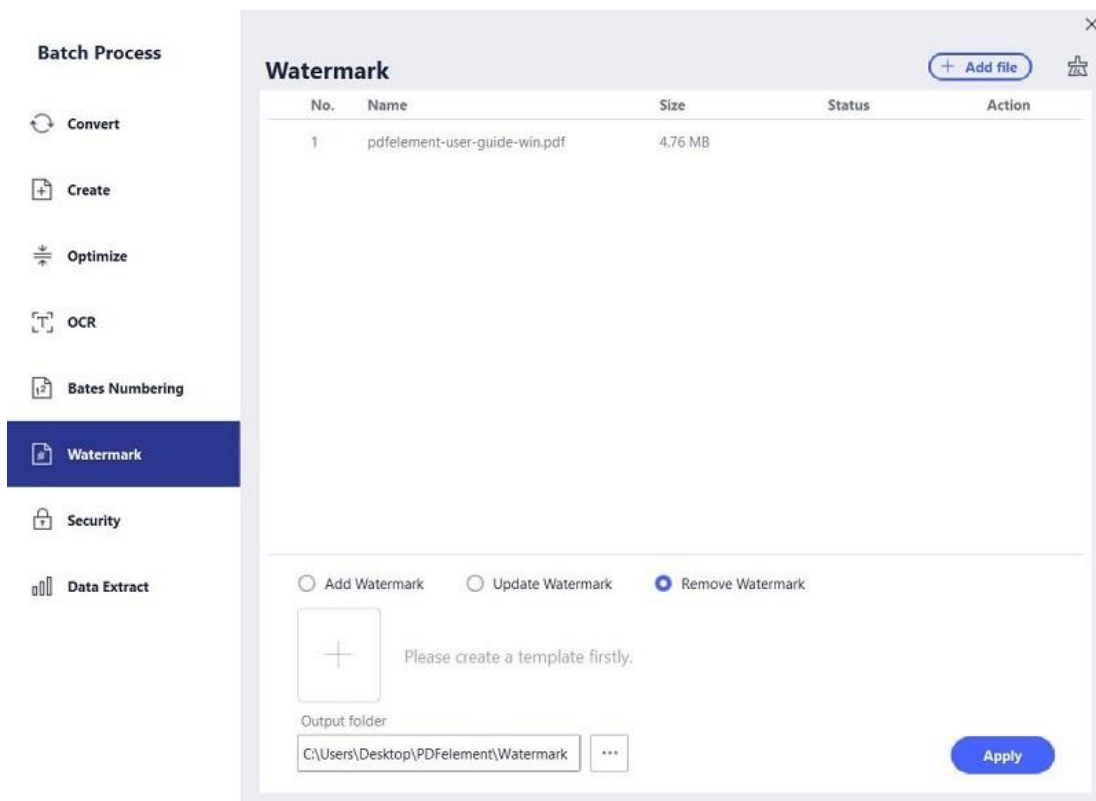 Batch Process
Convert
Create
Optimize
OCR
Bates Numbering
Watermark
Security
Data Extract
Watermark
+ Add file
No. Name Size Status Action
1 pdfelement-user-guide-win.pdf 4.76 MB
Add Watermark Update Watermark Remove Watermark
Please create a template firstly.
Output folder
C:\Users\Desktop\PDFelement\Watermark ...
Apply